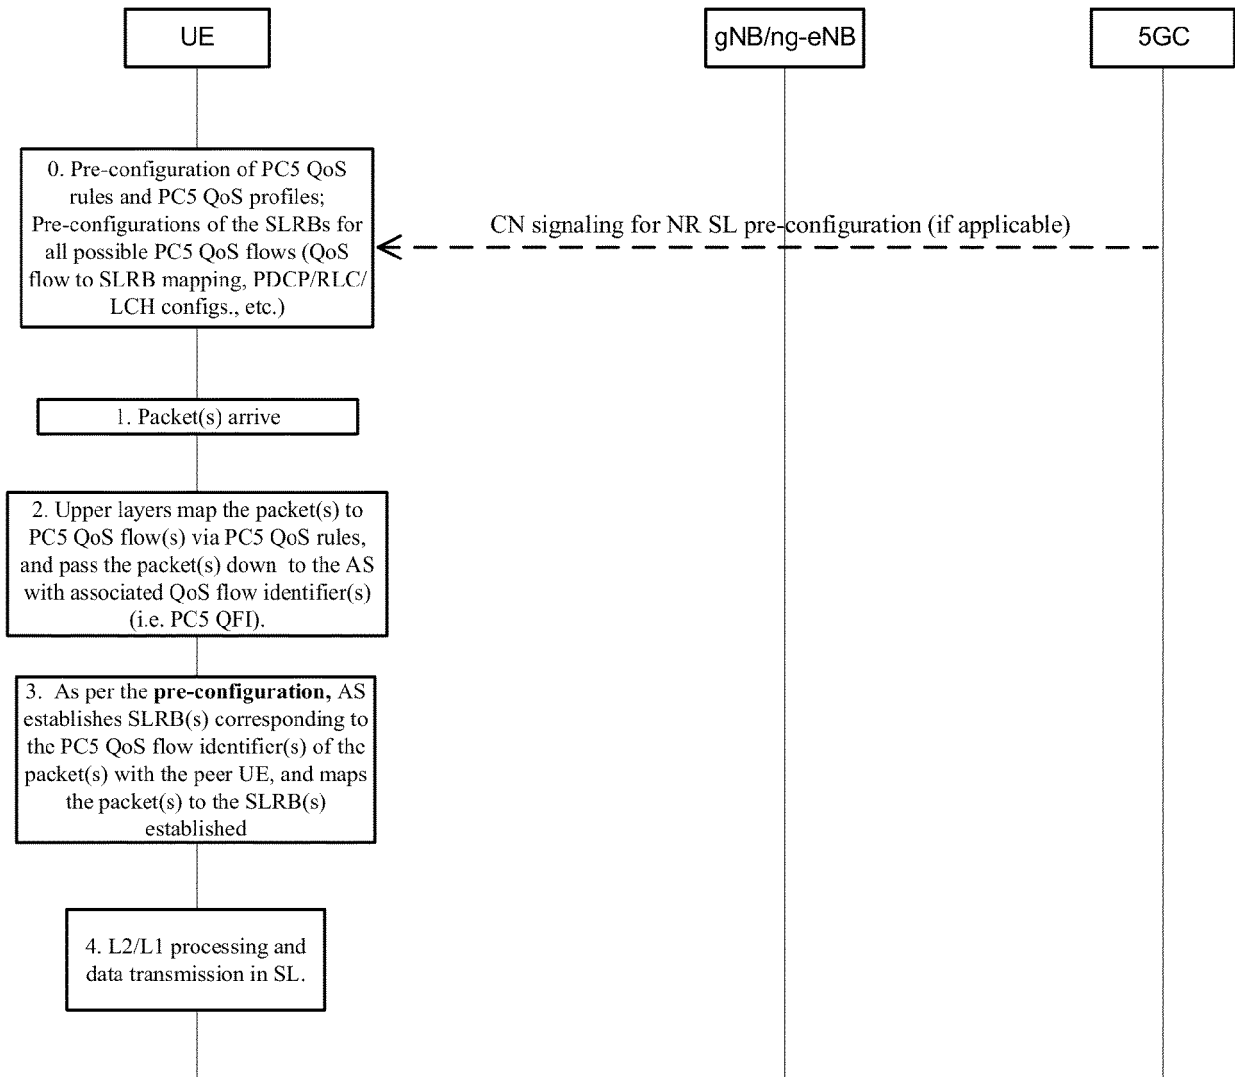 UE
gNB/ng-eNB
5GC
0. Pre-configuration of PC5 QoS
rules and PC5 QoS profiles;
Pre-configurations of the SLRBs for
all possible PC5 QoS flows (QoS
flow to SLRB mapping, PDCP/RLC/
LCH configs., etc.)
CN signaling for NR SL pre-configuration (if applicable)
1. Packet(s) arrive
2. Upper layers map the packet(s) to
PC5 QoS flow(s) via PC5 QoS rules,
and pass the packet(s) down to the AS
with associated QoS flow identifier(s)
(i.e. PC5 QFI).
3. As per the pre-configuration, AS
establishes SLRB(s) corresponding to
the PC5 QoS flow identifier(s) of the
packet(s) with the peer UE, and maps
the packet(s) to the SLRB(s)
established
4. L2/L1 processing and
data transmission in SL.